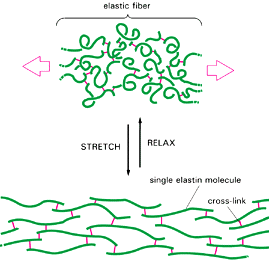 elastic fiber
STRETCH
RELAX
single elastin molecule
cross-link